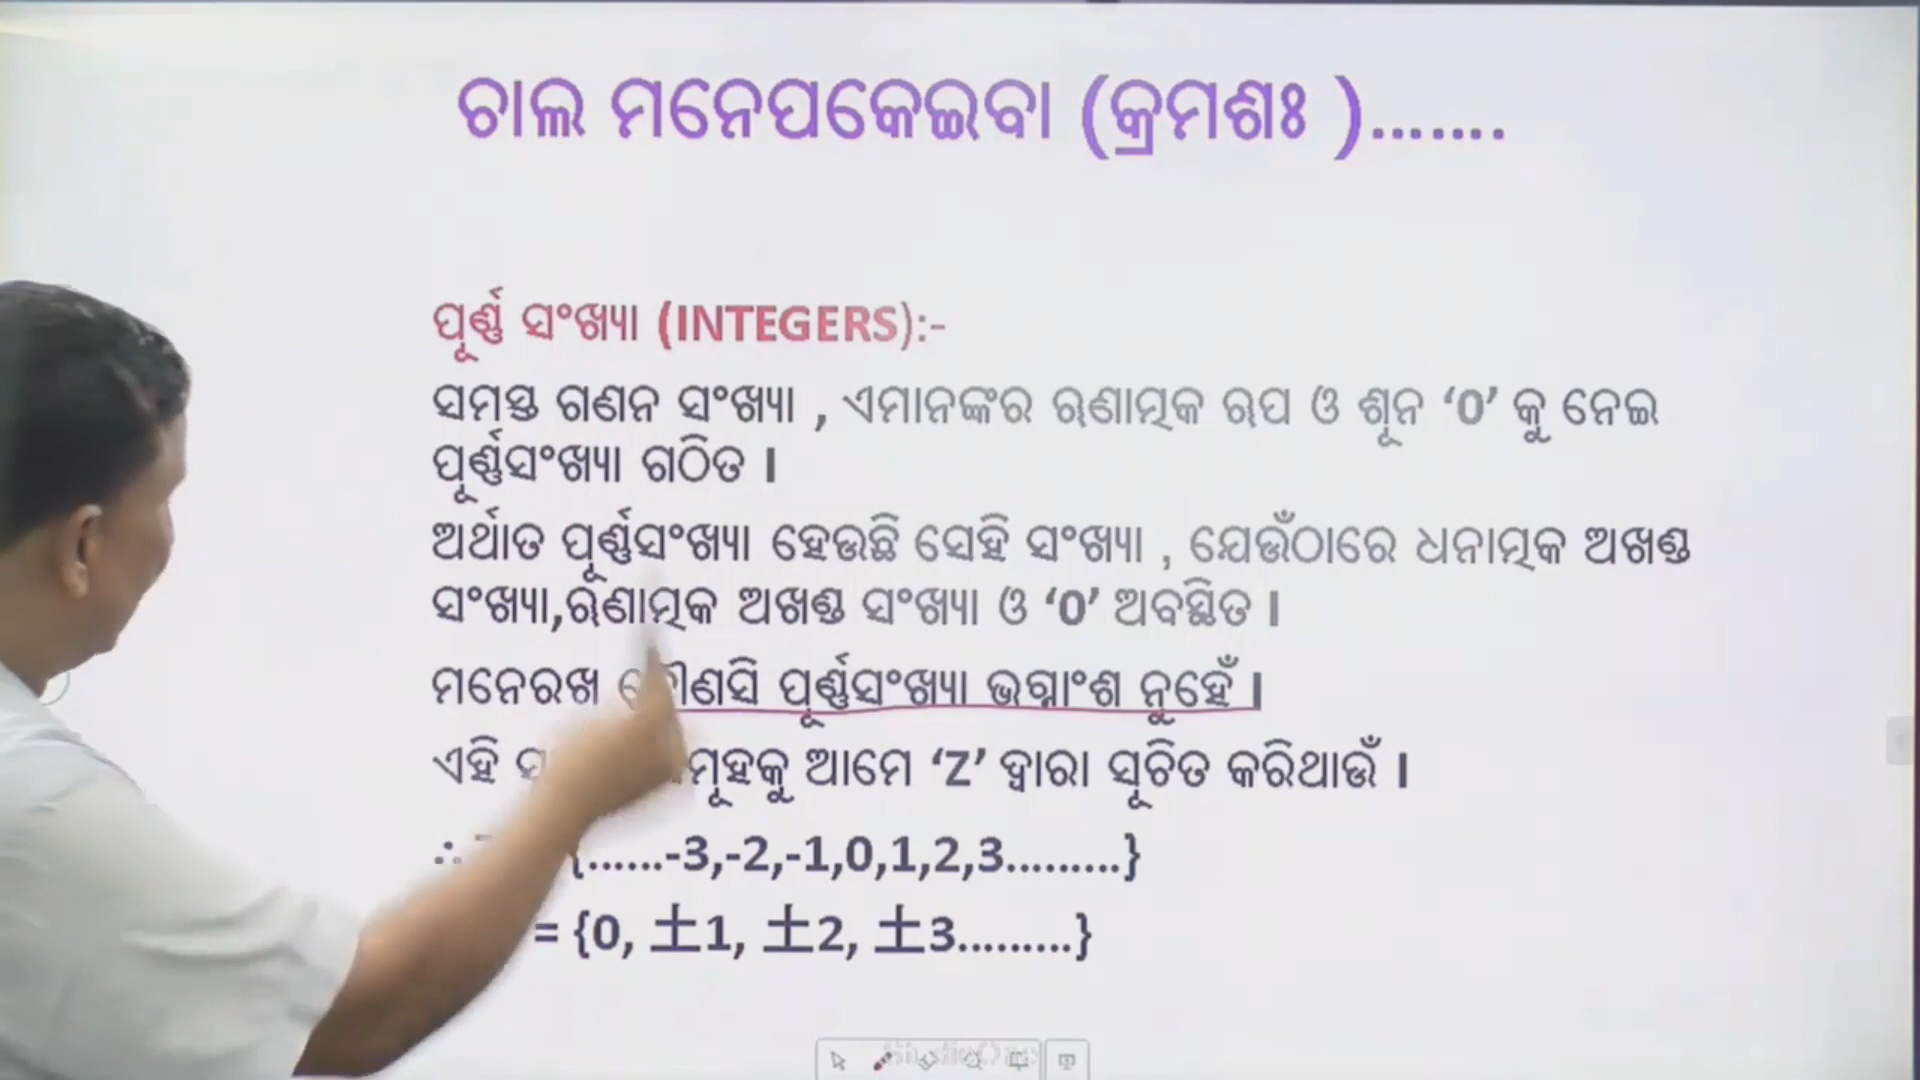 ଚାଲ ମନେପକେଇବା (କ୍ରମଶଃ ).......
ପୂର୍ଣ୍ଣ ସଂଖ୍ୟା (INTEGERS):-
ସମସ୍ତ ଗଣନ ସଂଖ୍ୟା , ଏମାନଙ୍କର ଋଣାତ୍ମକ ରୂପ ଓ ଶୂନ ‘0’ କୁ ନେଇ
ପୂର୍ଣ୍ଣସଂଖ୍ୟା ଗଠିତ ।
ଅର୍ଥାତ ପୂର୍ଣ୍ଣସଂଖ୍ୟା ହେଉଛି ସେହି ସଂଖ୍ୟା , ଯେଉଁଠାରେ ଧନାତ୍ମକ ଅଖଣ୍ଡ
ସଂଖ୍ୟା,ଋଣାତ୍ମକ ଅଖଣ୍ଡ ସଂଖ୍ୟା ଓ ‘0’ ଅବସ୍ଥିତ ।
ମନେରଖ ପୂର୍ଣ୍ଣସଂଖ୍ୟା ଭଗ୍ନାଂଶ ନୁହେଁ ।
ଏହି ଆମେ ‘Z’ ଦ୍ୱାରା ସୂଚିତ କରିଥାଉଁ ।
{......-3,-2,-1,0,1,2,3.........}
= {0, ±1, ±2, ±3.........}